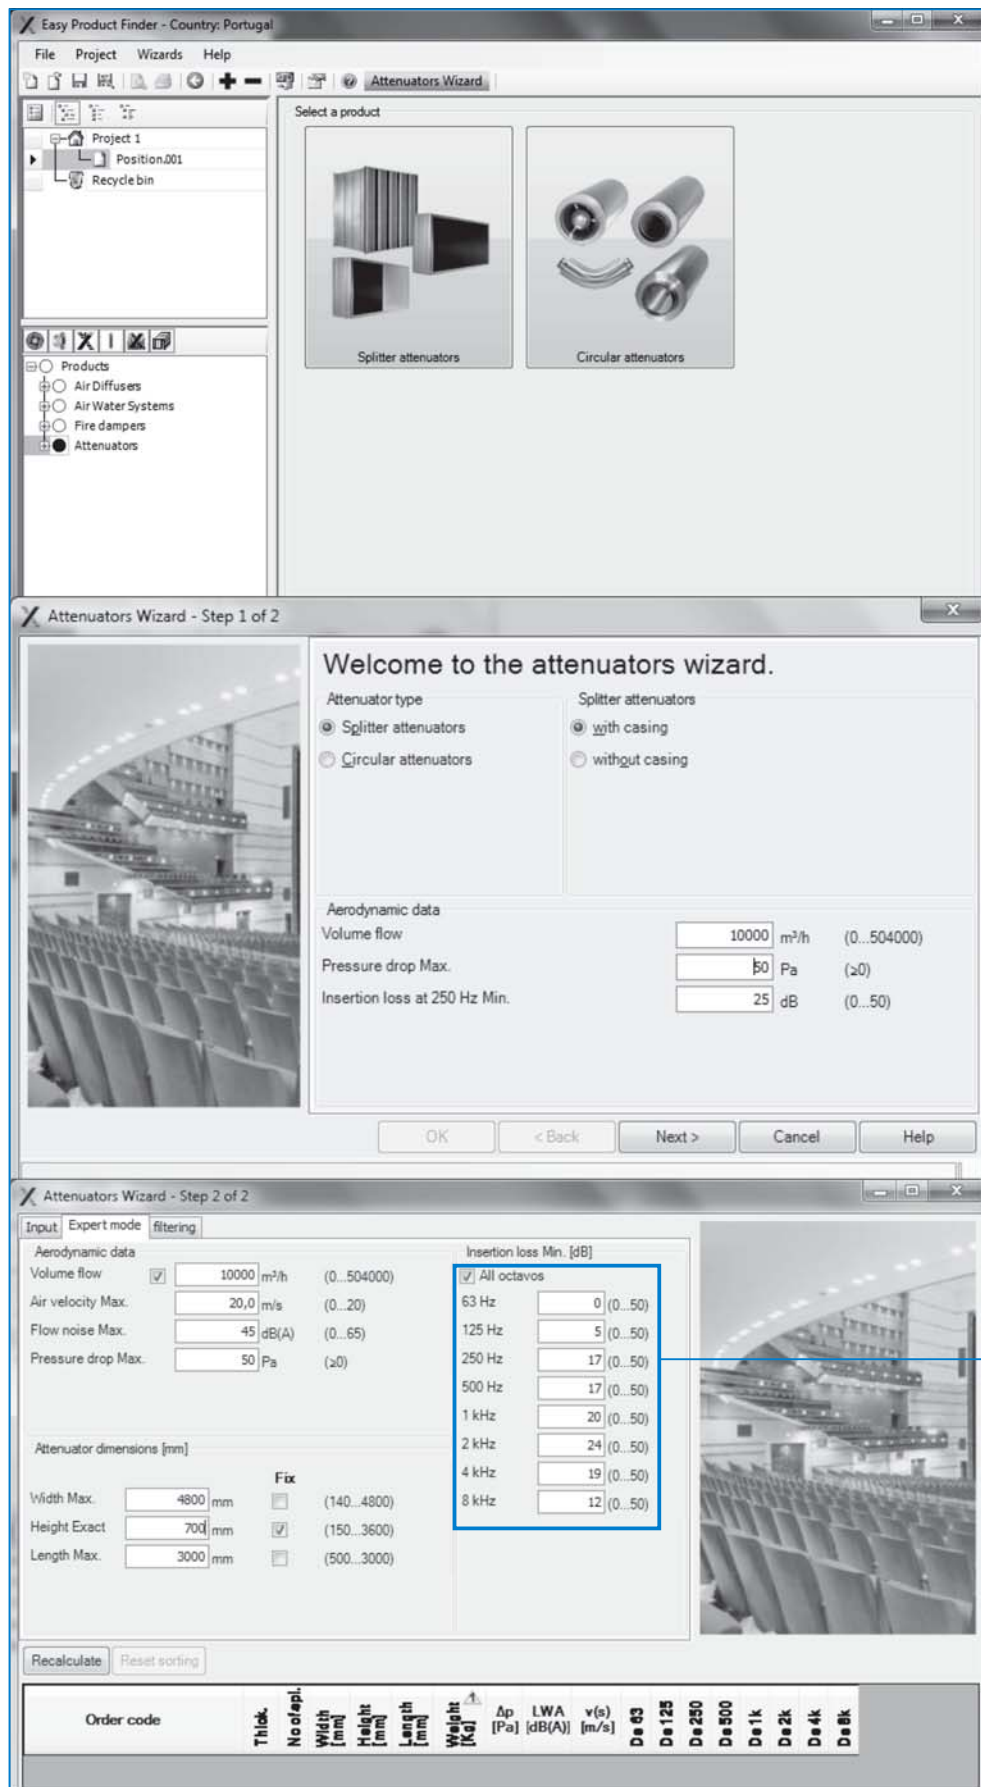 Easy Product Finder - Country: Portugal
File Project Wizards Help
Attenuators Wizard
Project 1
Position.001
Recycle bin
Select a product
Splitter attenuators
Circular attenuators
Products
Air Diffusers
Air Water Systems
Fire dampers
Attenuators
Attenuators Wizard - Step 1 of 2
Welcome to the attenuators wizard.
Attenuator type
Splitter attenuators
Circular attenuators
Splitter attenuators
with casing
without casing
Aerodynamic data
Volume flow 10000 m³/h (0...504000)
Pressure drop Max. 50 Pa (≥0)
Insertion loss at 250 Hz Min. 25 dB (0...50)
OK < Back Next > Cancel Help
Attenuators Wizard - Step 2 of 2
Input Expert mode filtering
Aerodynamic data
Volume flow 10000 m³/h (0...504000)
Air velocity Max. 20,0 m/s (0...20)
Flow noise Max. 45 dB(A) (0...65)
Pressure drop Max. 50 Pa (≥0)
Attenuator dimensions [mm]
Fix
Width Max. 4800 mm (140...4800)
Height Exact 700 mm (150...3600)
Length Max. 3000 mm (500...3000)
Insertion loss Min. [dB]
All octavos
63 Hz 0 (0...50)
125 Hz 5 (0...50)
250 Hz 17 (0...50)
500 Hz 17 (0...50)
1 kHz 20 (0...50)
2 kHz 24 (0...50)
4 kHz 19 (0...50)
8 kHz 12 (0...50)
Recalculate Reset sorting
Order code Thick. No of spl. Width [mm] Height [mm] Length [mm] Weight [Kg] Δp [Pa] LWA [dB(A)] v(s) [m/s] De 63 De 125 De 250 De 500 De 1k De 2k De 4k De 8k